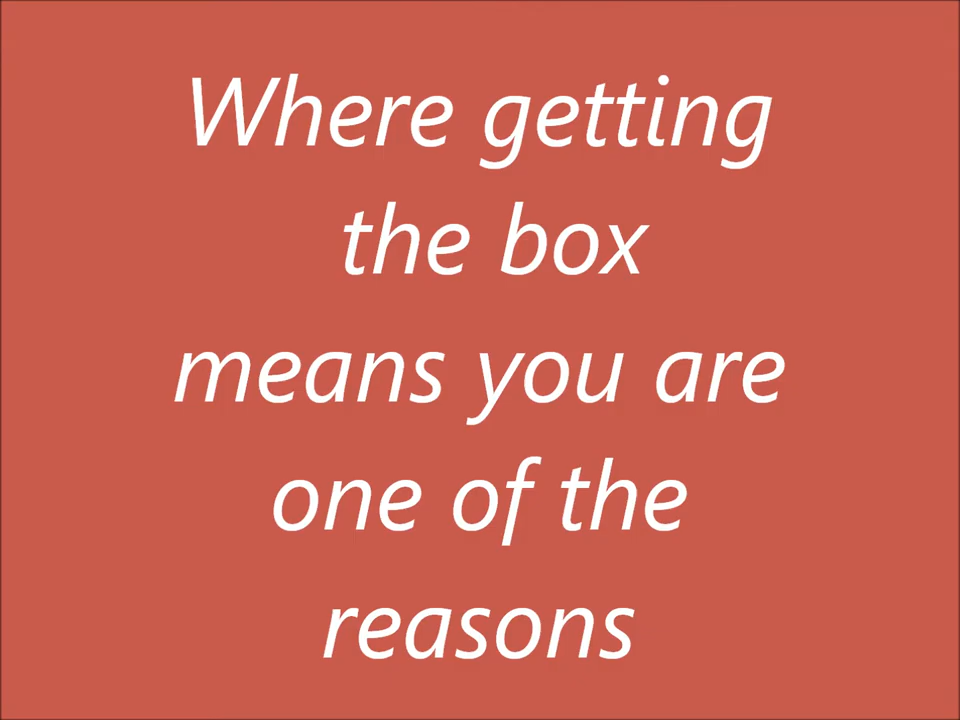 Where getting
the box
means you are
one of the
reasons